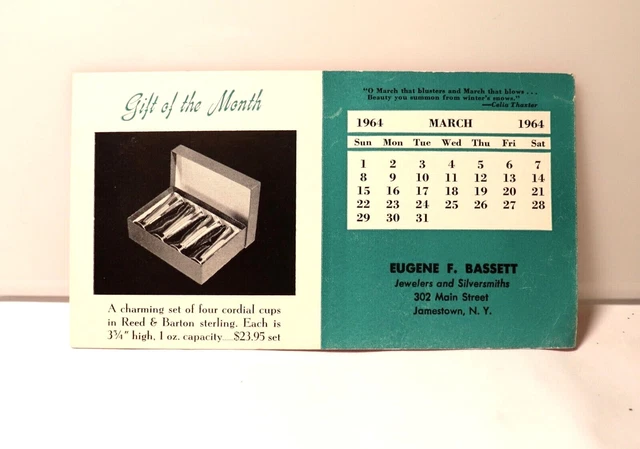 Gift of the Month
A charming set of four cordial cups
in Reed & Barton sterling. Each is
3¾" high, 1 oz. capacity....$23.95 set
"O March that blusters and March that blows...
Beauty you summon from winter's snows."
—Celia Thaxter
1964 MARCH 1964
Sun Mon Tue Wed Thu Fri Sat
1 2 3 4 5 6 7
8 9 10 11 12 13 14
15 16 17 18 19 20 21
22 23 24 25 26 27 28
29 30 31
EUGENE F. BASSETT
Jewelers and Silversmiths
302 Main Street
Jamestown, N. Y.